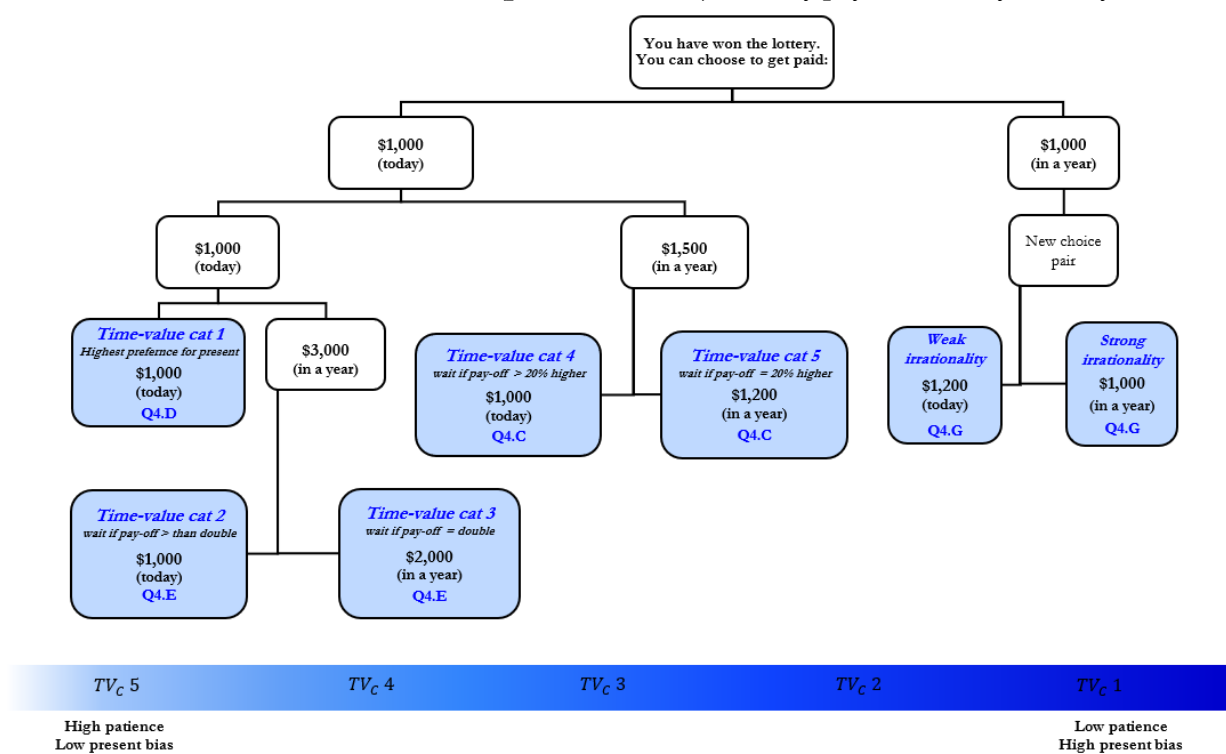 You have won the lottery.
You can choose to get paid:
$1,000
(today)
$1,000
(in a year)
$1,000
(today)
$1,500
(in a year)
New choice
pair
Time-value cat 1
Highest prefernce for present
$1,000
(today)
Q4.D
$3,000
(in a year)
Time-value cat 4
wait if pay-off > 20% higher
$1,000
(today)
Q4.C
Time-value cat 5
wait if pay-off = 20% higher
$1,200
(in a year)
Q4.C
Weak
irrationality
$1,200
(today)
Q4.G
Strong
irrationality
$1,000
(in a year)
Q4.G
Time-value cat 2
wait if pay-off > than double
$1,000
(today)
Q4.E
Time-value cat 3
wait if pay-off = double
$2,000
(in a year)
Q4.E
TV_C 5 TV_C 4 TV_C 3 TV_C 2 TV_C 1
High patience
Low present bias
Low patience
High present bias